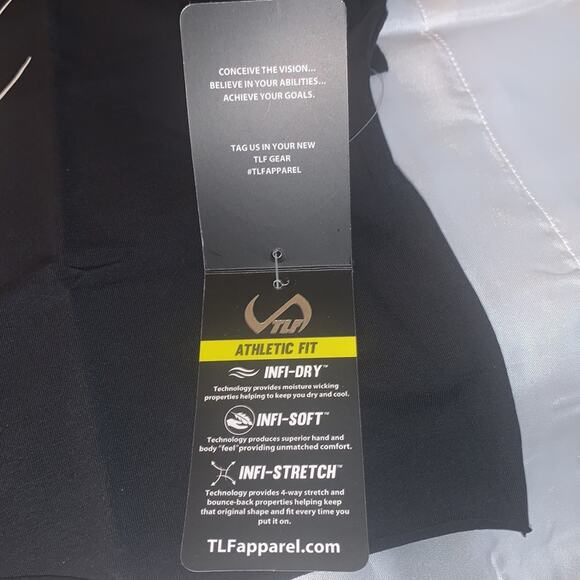 CONCEIVE THE VISION...
BELIEVE IN YOUR ABILITIES...
ACHIEVE YOUR GOALS.
TAG US IN YOUR NEW
TLF GEAR
#TLFAPPAREL
TLF
ATHLETIC FIT
INFI-DRY™
Technology provides moisture wicking
properties helping to keep you dry and cool.
INFI-SOFT™
Technology produces superior hand and
body "feel" providing unmatched comfort.
INFI-STRETCH™
Technology provides 4-way stretch and
bounce-back properties helping keep
that original shape and fit every time you
put it on.
TLFapparel.com